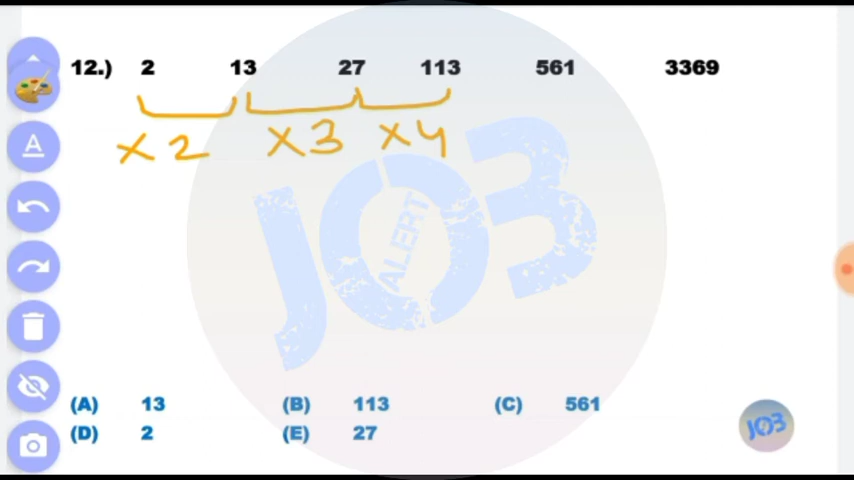 12.) 2 13 27 113 561 3369
×2 ×3 ×4
JOB
ALERT
(A) 13 (B) 113 (C) 561
(D) 2 (E) 27
JOB
A